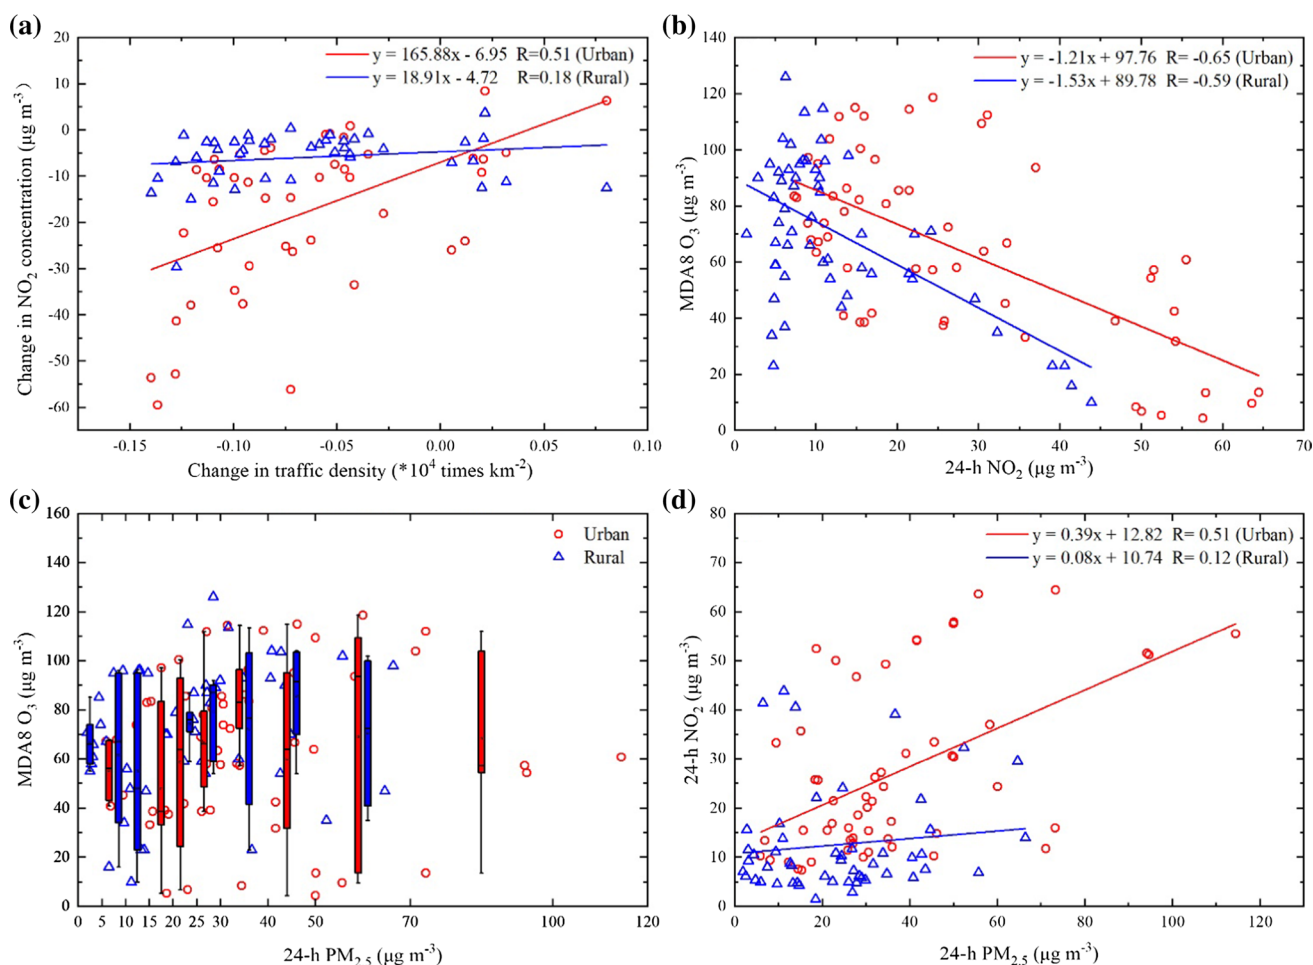 (a)
y = 165.88x - 6.95 R=0.51 (Urban)
y = 18.91x - 4.72 R=0.18 (Rural)
Change in NO2 concentration (μg m-3)
20
10
0
-10
-20
-30
-40
-50
-60
-0.15 -0.10 -0.05 0.00 0.05 0.10
Change in traffic density (*10^4 times km-2)
(b)
y = -1.21x + 97.76 R= -0.65 (Urban)
y = -1.53x + 89.78 R= -0.59 (Rural)
MDA8 O3 (μg m-3)
140
120
100
80
60
40
20
0
0 10 20 30 40 50 60 70
24-h NO2 (μg m-3)
(c)
Urban
Rural
MDA8 O3 (μg m-3)
160
140
120
100
80
60
40
20
0
0 5 10 15 20 25 30 40 50 70 100 120
24-h PM2.5 (μg m-3)
(d)
y = 0.39x + 12.82 R= 0.51 (Urban)
y = 0.08x + 10.74 R= 0.12 (Rural)
24-h NO2 (μg m-3)
80
70
60
50
40
30
20
10
0
0 20 40 60 80 100 120
24-h PM2.5 (μg m-3)